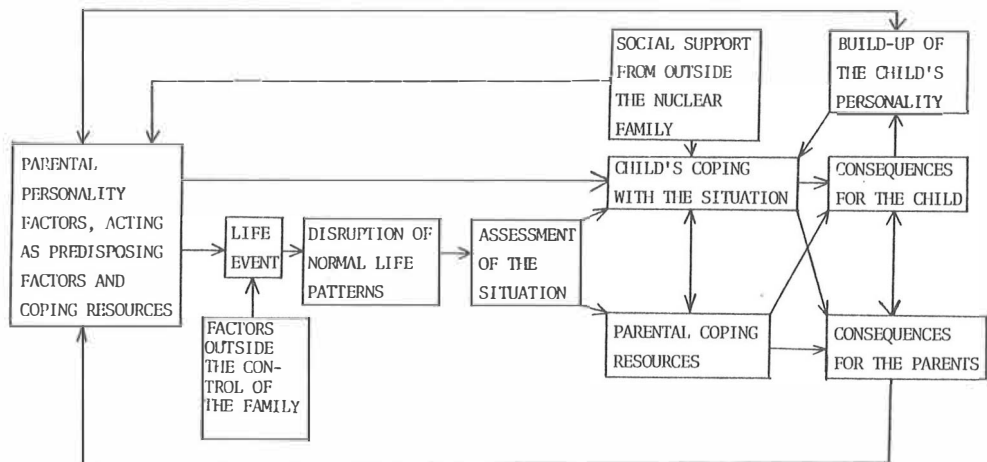 SOCIAL SUPPORT
FROM OUTSIDE
THE NUCLEAR
FAMILY
BUILD-UP OF
THE CHILD'S
PERSONALITY
PARENTAL
PERSONALITY
FACTORS, ACTING
AS PREDISPOSING
FACTORS AND
COPING RESOURCES
LIFE
EVENT
FACTORS
OUTSIDE
THE CON-
TROL OF
THE FAMILY
DISRUPTION OF
NORMAL LIFE
PATTERNS
ASSESSMENT
OF THE
SITUATION
CHILD'S COPING
WITH THE SITUATION
CONSEQUENCES
FOR THE CHILD
PARENTAL COPING
RESOURCES
CONSEQUENCES
FOR THE PARENTS